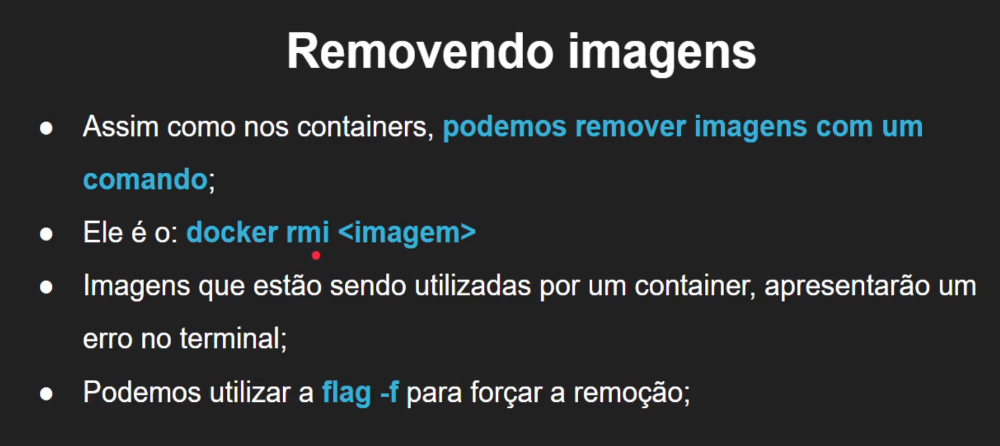 Removendo imagens
● Assim como nos containers, podemos remover imagens com um
comando;
● Ele é o: docker rmi <imagem>
● Imagens que estão sendo utilizadas por um container, apresentarão um
erro no terminal;
● Podemos utilizar a flag -f para forçar a remoção;